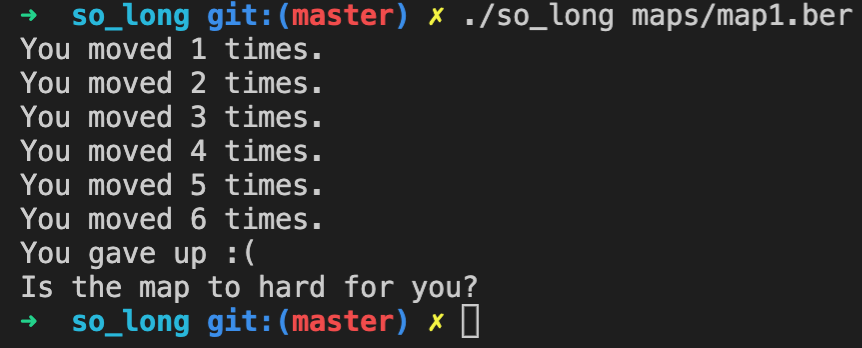 ➜  so_long git:(master) ✗ ./so_long maps/map1.ber
You moved 1 times.
You moved 2 times.
You moved 3 times.
You moved 4 times.
You moved 5 times.
You moved 6 times.
You gave up :(
Is the map to hard for you?
➜  so_long git:(master) ✗